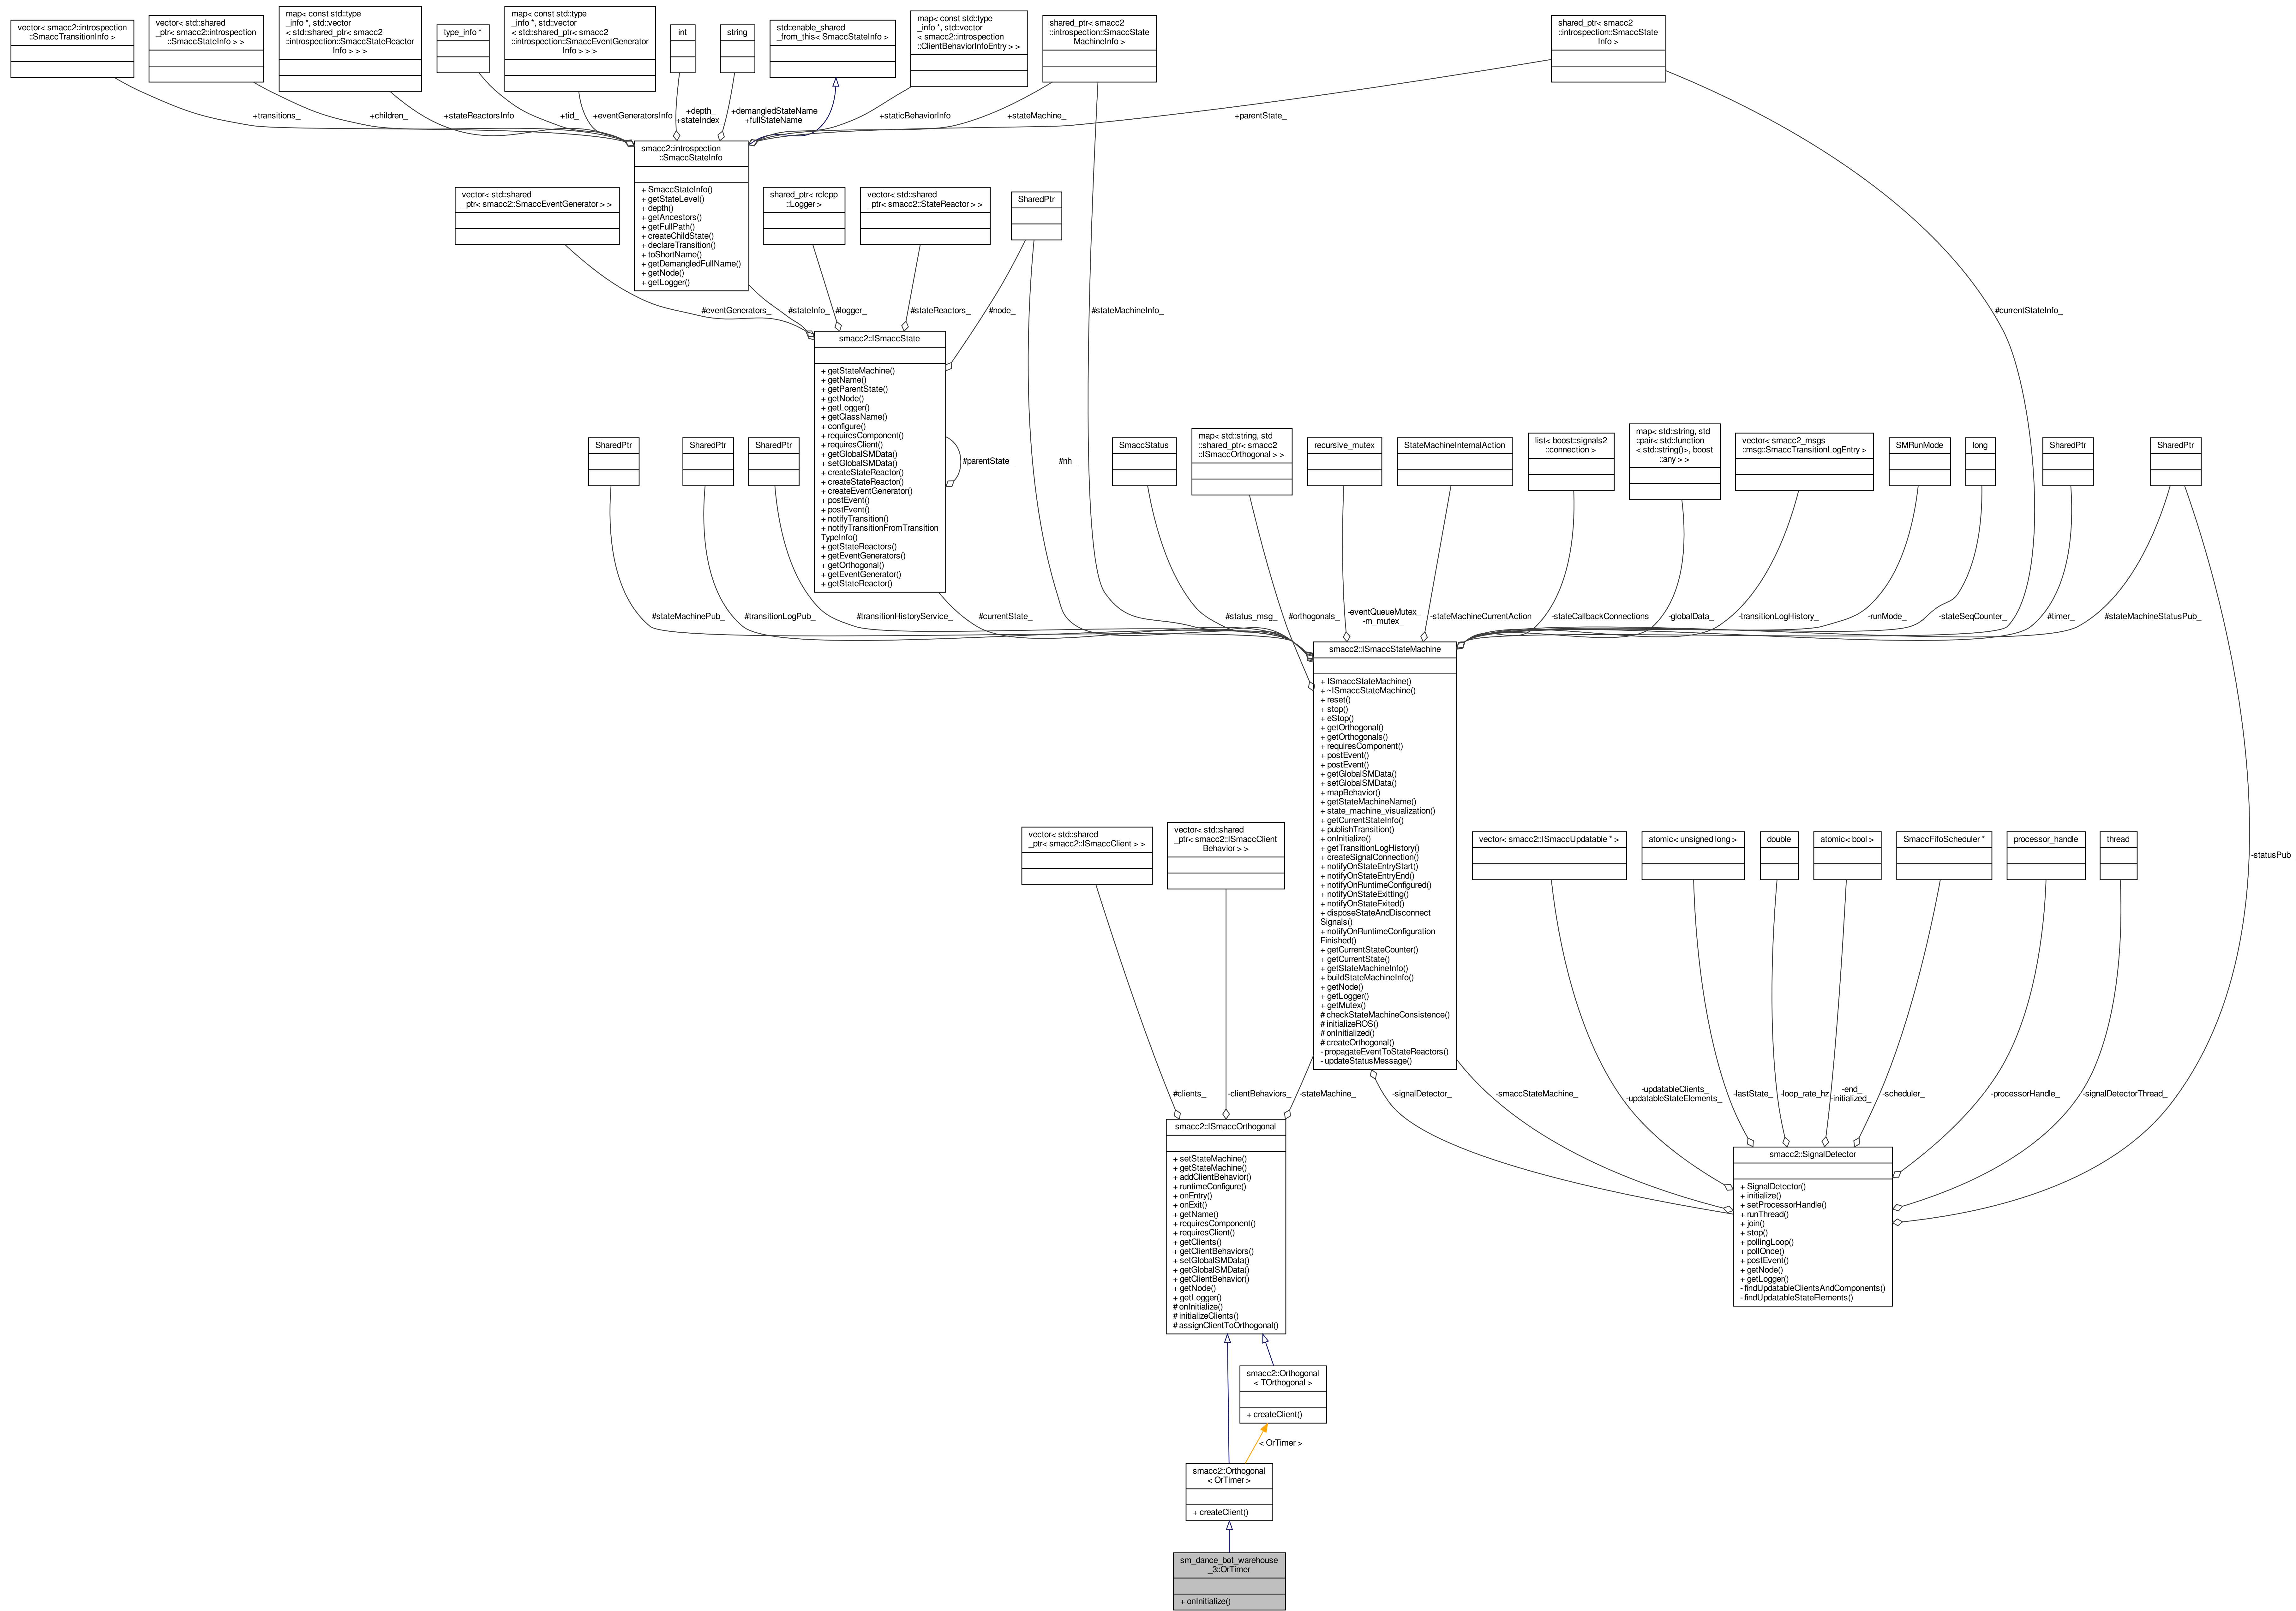 vector< smacc2::introspection
::SmaccTransitionInfo >
vector< std::shared
_ptr< smacc2::introspection
::SmaccStateInfo > >
map< const std::type
_info *, std::vector
< std::shared_ptr< smacc2
::introspection::SmaccStateReactor
Info > > >
type_info *
map< const std::type
_info *, std::vector
< std::shared_ptr< smacc2
::introspection::SmaccEventGenerator
Info > > >
int
string
std::enable_shared
_from_this< SmaccStateInfo >
map< const std::type
_info *, std::vector
< smacc2::introspection
::ClientBehaviorInfoEntry > >
shared_ptr< smacc2
::introspection::SmaccState
MachineInfo >
shared_ptr< smacc2
::introspection::SmaccState
Info >
+transitions_
+children_
+stateReactorsInfo
+tid_
+eventGeneratorsInfo
+depth_
+stateIndex_
+demangledStateName
+fullStateName
+staticBehaviorInfo
+stateMachine_
+parentState_
smacc2::introspection
::SmaccStateInfo
+ SmaccStateInfo()
+ getStateLevel()
+ depth()
+ getAncestors()
+ getFullPath()
+ createChildState()
+ declareTransition()
+ toShortName()
+ getDemangledFullName()
+ getNode()
+ getLogger()
vector< std::shared
_ptr< smacc2::SmaccEventGenerator > >
shared_ptr< rclcpp
::Logger >
vector< std::shared
_ptr< smacc2::StateReactor > >
SharedPtr
#eventGenerators_
#stateInfo_
#logger_
#stateReactors_
#node_
#stateMachineInfo_
#currentStateInfo_
smacc2::ISmaccState
+ getStateMachine()
+ getName()
+ getParentState()
+ getNode()
+ getLogger()
+ getClassName()
+ configure()
+ requiresComponent()
+ requiresClient()
+ getGlobalSMData()
+ setGlobalSMData()
+ createStateReactor()
+ createStateReactor()
+ createEventGenerator()
+ postEvent()
+ postEvent()
+ notifyTransition()
+ notifyTransitionFromTransition
TypeInfo()
+ getStateReactors()
+ getEventGenerators()
+ getOrthogonal()
+ getEventGenerator()
+ getStateReactor()
#parentState_
#nh_
SharedPtr
SharedPtr
SharedPtr
SmaccStatus
map< std::string, std
::shared_ptr< smacc2
::ISmaccOrthogonal > >
recursive_mutex
StateMachineInternalAction
list< boost::signals2
::connection >
map< std::string, std
::pair< std::function
< std::string()>, boost
::any > >
vector< smacc2_msgs
::msg::SmaccTransitionLogEntry >
SMRunMode
long
SharedPtr
SharedPtr
#stateMachinePub_
#transitionLogPub_
#transitionHistoryService_
#currentState_
#status_msg_
#orthogonals_
-eventQueueMutex_
-m_mutex_
-stateMachineCurrentAction
-stateCallbackConnections
-globalData_
-transitionLogHistory_
-runMode_
-stateSeqCounter_
#timer_
#stateMachineStatusPub_
smacc2::ISmaccStateMachine
+ ISmaccStateMachine()
+ ~ISmaccStateMachine()
+ reset()
+ stop()
+ eStop()
+ getOrthogonal()
+ getOrthogonals()
+ requiresComponent()
+ postEvent()
+ postEvent()
+ getGlobalSMData()
+ setGlobalSMData()
+ mapBehavior()
+ getStateMachineName()
+ state_machine_visualization()
+ getCurrentStateInfo()
+ publishTransition()
+ onInitialize()
+ getTransitionLogHistory()
+ createSignalConnection()
+ notifyOnStateEntryStart()
+ notifyOnStateEntryEnd()
+ notifyOnRuntimeConfigured()
+ notifyOnStateExitting()
+ notifyOnStateExited()
+ disposeStateAndDisconnect
Signals()
+ notifyOnRuntimeConfiguration
Finished()
+ getCurrentStateCounter()
+ getCurrentState()
+ getStateMachineInfo()
+ buildStateMachineInfo()
+ getNode()
+ getLogger()
+ getMutex()
# checkStateMachineConsistence()
# initializeROS()
# onInitialized()
# createOrthogonal()
- propagateEventToStateReactors()
- updateStatusMessage()
vector< std::shared
_ptr< smacc2::ISmaccClient > >
vector< std::shared
_ptr< smacc2::ISmaccClient
Behavior > >
vector< smacc2::ISmaccUpdatable * >
atomic< unsigned long >
double
atomic< bool >
SmaccFifoScheduler *
processor_handle
thread
-statusPub_
#clients_
-clientBehaviors_
-stateMachine_
-signalDetector_
-smaccStateMachine_
-updatableClients_
-updatableStateElements_
-lastState_
-loop_rate_hz
-end_
-initialized_
-scheduler_
-processorHandle_
-signalDetectorThread_
smacc2::ISmaccOrthogonal
+ setStateMachine()
+ getStateMachine()
+ addClientBehavior()
+ runtimeConfigure()
+ onEntry()
+ onExit()
+ getName()
+ requiresComponent()
+ requiresClient()
+ getClients()
+ getClientBehaviors()
+ setGlobalSMData()
+ getGlobalSMData()
+ getClientBehavior()
+ getNode()
+ getLogger()
# onInitialize()
# initializeClients()
# assignClientToOrthogonal()
smacc2::SignalDetector
+ SignalDetector()
+ initialize()
+ setProcessorHandle()
+ runThread()
+ join()
+ stop()
+ pollingLoop()
+ pollOnce()
+ postEvent()
+ getNode()
+ getLogger()
- findUpdatableClientsAndComponents()
- findUpdatableStateElements()
smacc2::Orthogonal
< TOrthogonal >
+ createClient()
< OrTimer >
smacc2::Orthogonal
< OrTimer >
+ createClient()
sm_dance_bot_warehouse
_3::OrTimer
+ onInitialize()